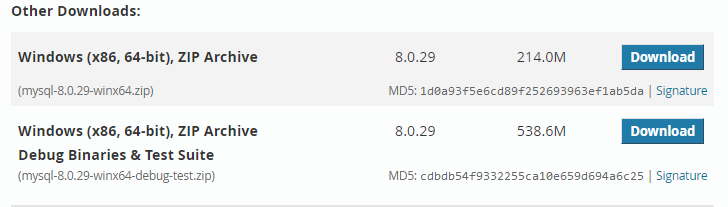 Other Downloads:
Windows (x86, 64-bit), ZIP Archive 8.0.29 214.0M Download
(mysql-8.0.29-winx64.zip) MD5: 1d0a93f5e6cd89f252693963ef1ab5da | Signature
Windows (x86, 64-bit), ZIP Archive 8.0.29 538.6M Download
Debug Binaries & Test Suite
(mysql-8.0.29-winx64-debug-test.zip) MD5: cdbdb54f9332255ca10e659d694a6c25 | Signature